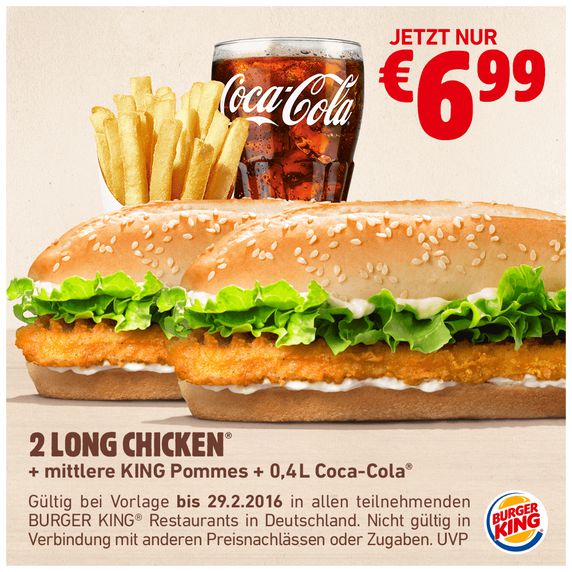 JETZT NUR
€6.99
Coca-Cola
2 LONG CHICKEN®
+ mittlere KING Pommes + 0,4L Coca-Cola®
Gültig bei Vorlage bis 29.2.2016 in allen teilnehmenden
BURGER KING® Restaurants in Deutschland. Nicht gültig in
Verbindung mit anderen Preisnachlässen oder Zugaben. UVP
BURGER
KING